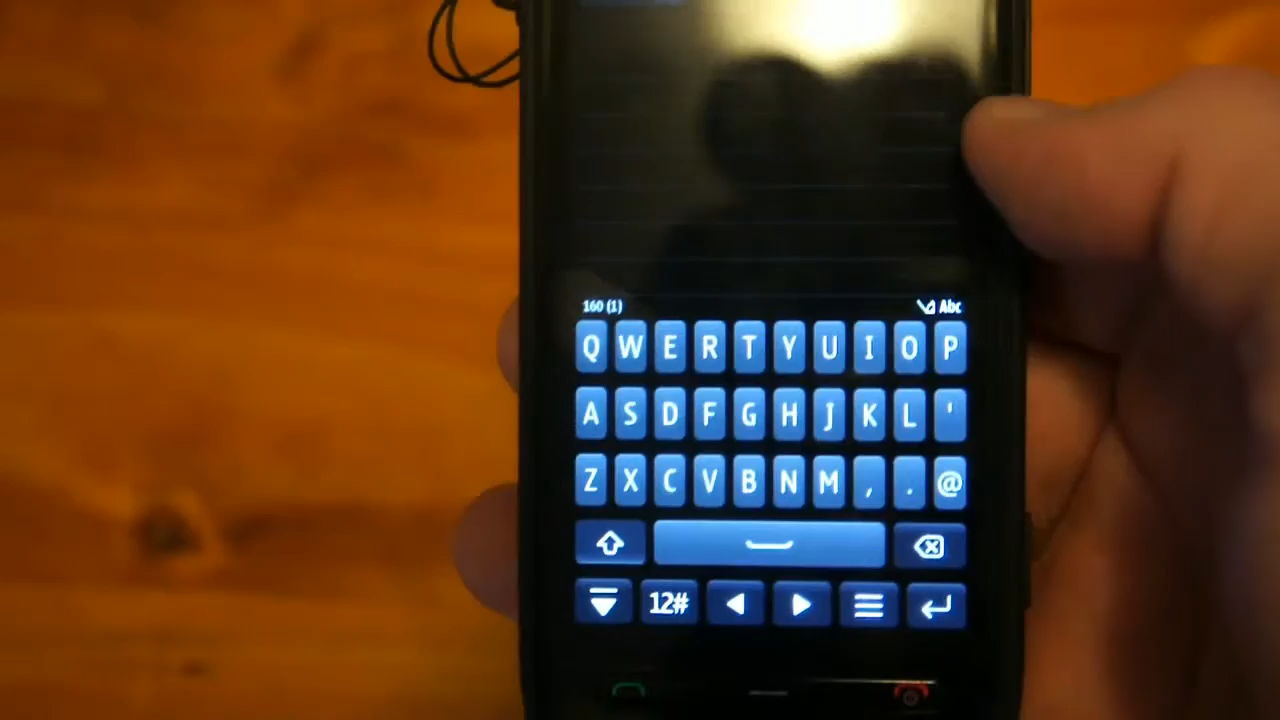 160 (1) Abc
Q W E R T Y U I O P
A S D F G H J K L '
Z X C V B N M , . @
12#